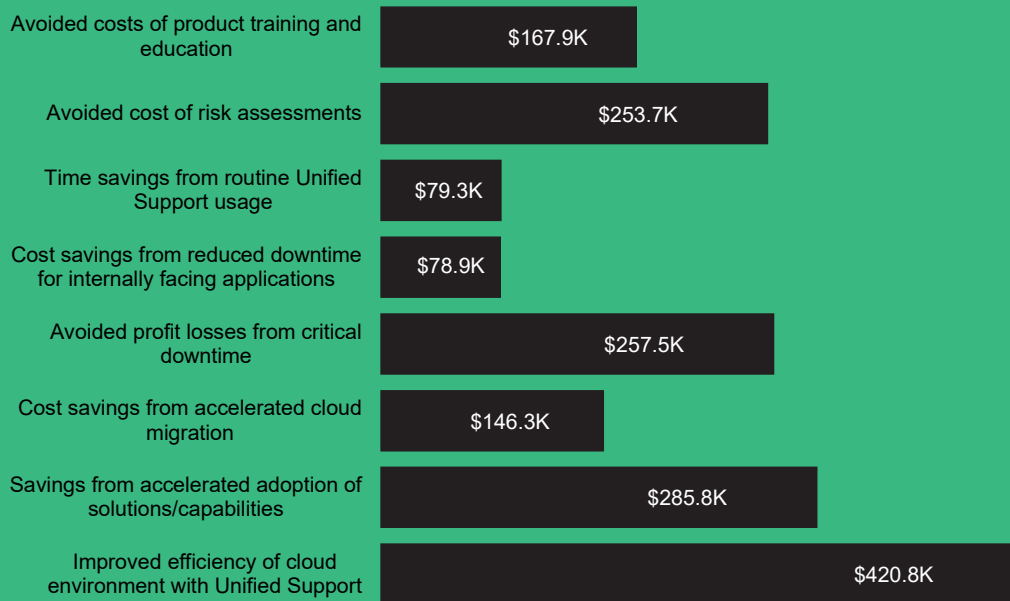 Avoided costs of product training and
education
$167.9K
Avoided cost of risk assessments
$253.7K
Time savings from routine Unified
Support usage
$79.3K
Cost savings from reduced downtime
for internally facing applications
$78.9K
Avoided profit losses from critical
downtime
$257.5K
Cost savings from accelerated cloud
migration
$146.3K
Savings from accelerated adoption of
solutions/capabilities
$285.8K
Improved efficiency of cloud
environment with Unified Support
$420.8K